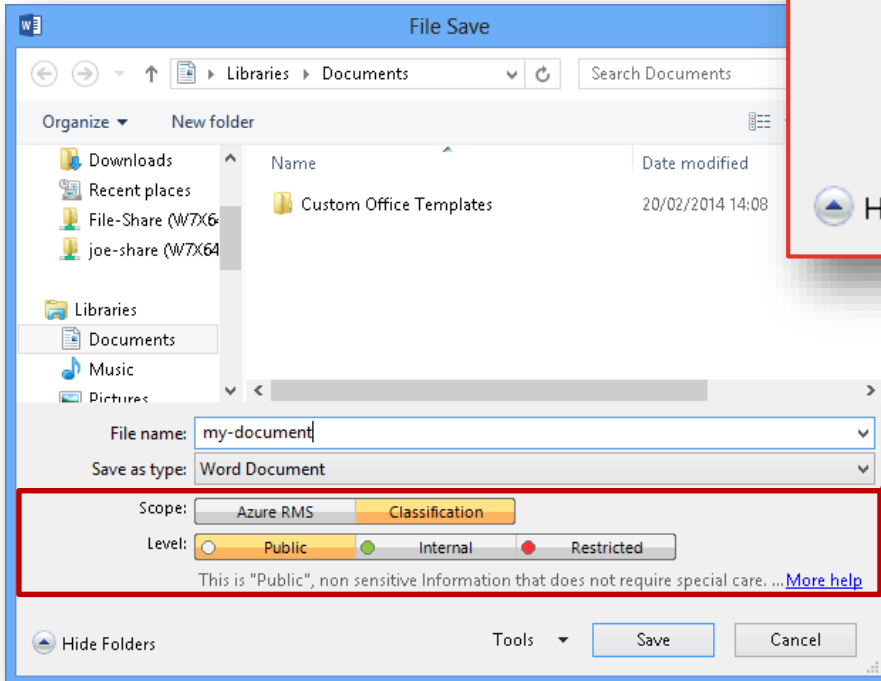 File Save
Libraries Documents
Search Documents
Organize New folder
Downloads
Recent places
File-Share (W7X6
joe-share (W7X64
Libraries
Documents
Music
Pictures
Name Date modified
Custom Office Templates 20/02/2014 14:08
H
File name: my-document
Save as type: Word Document
Scope: Azure RMS Classification
Level: Public Internal Restricted
This is "Public", non sensitive Information that does not require special care. ...More help
Hide Folders Tools Save Cancel